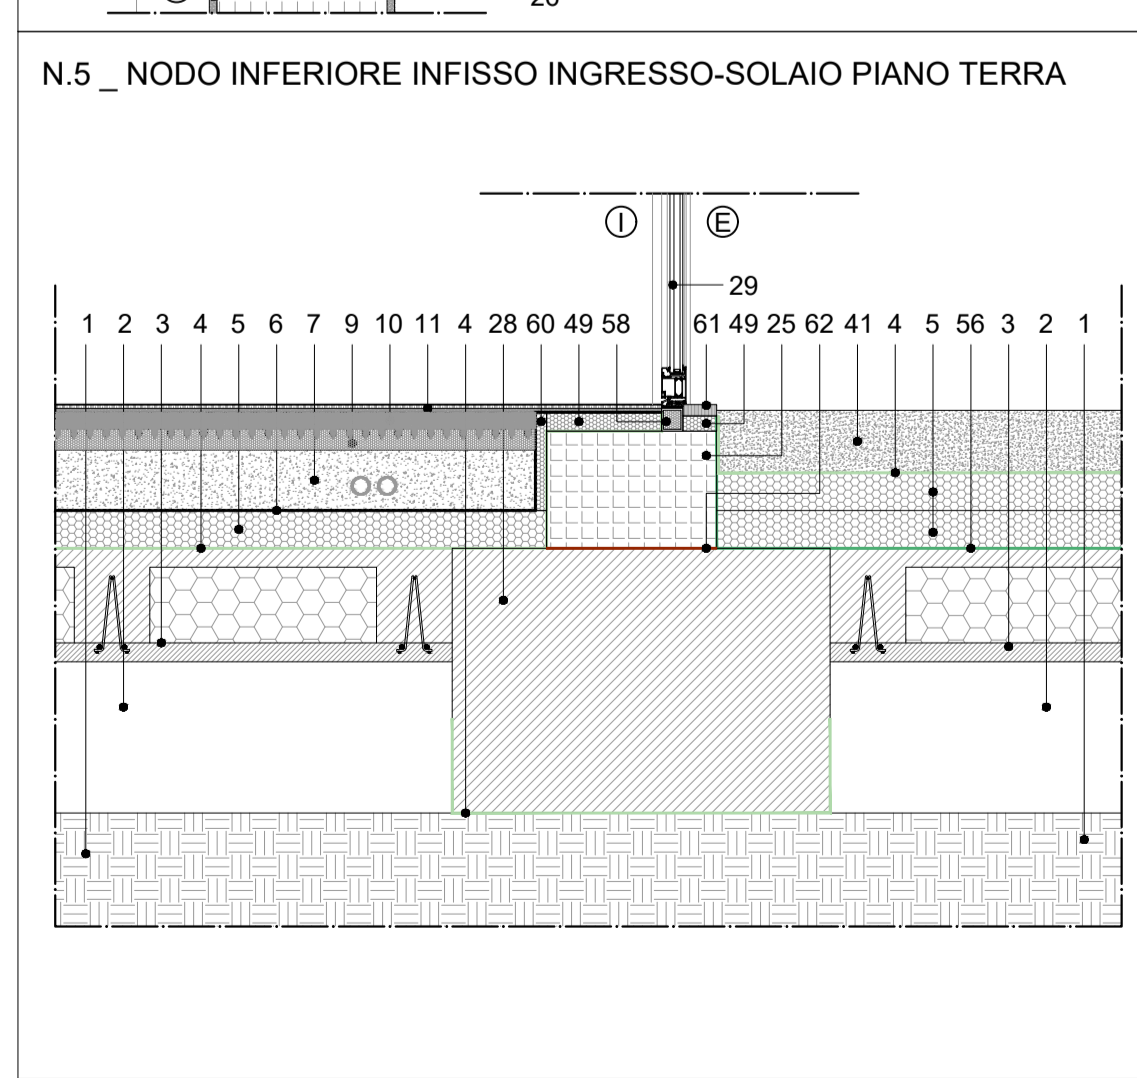 20
N.5 _ NODO INFERIORE INFISSO INGRESSO-SOLAIO PIANO TERRA
I E
29
1 2 3 4 5 6 7 9 10 11 4 28 60 49 58 61 49 25 62 41 4 5 56 3 2 1